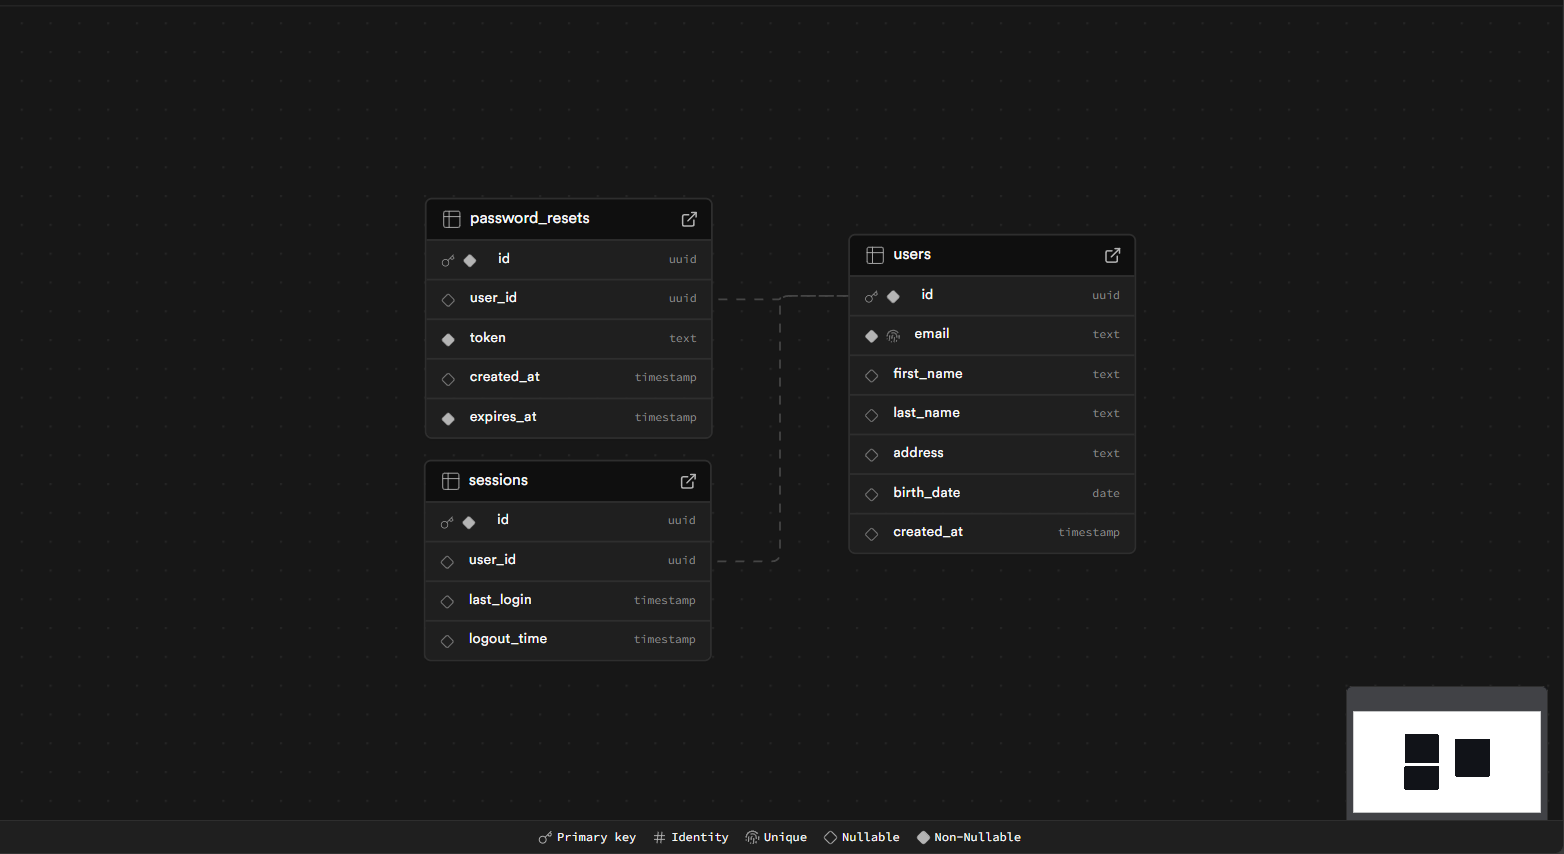 password_resets
id uuid
user_id uuid
token text
created_at timestamp
expires_at timestamp
sessions
id uuid
user_id uuid
last_login timestamp
logout_time timestamp
users
id uuid
email text
first_name text
last_name text
address text
birth_date date
created_at timestamp
Primary key # Identity Unique Nullable Non-Nullable